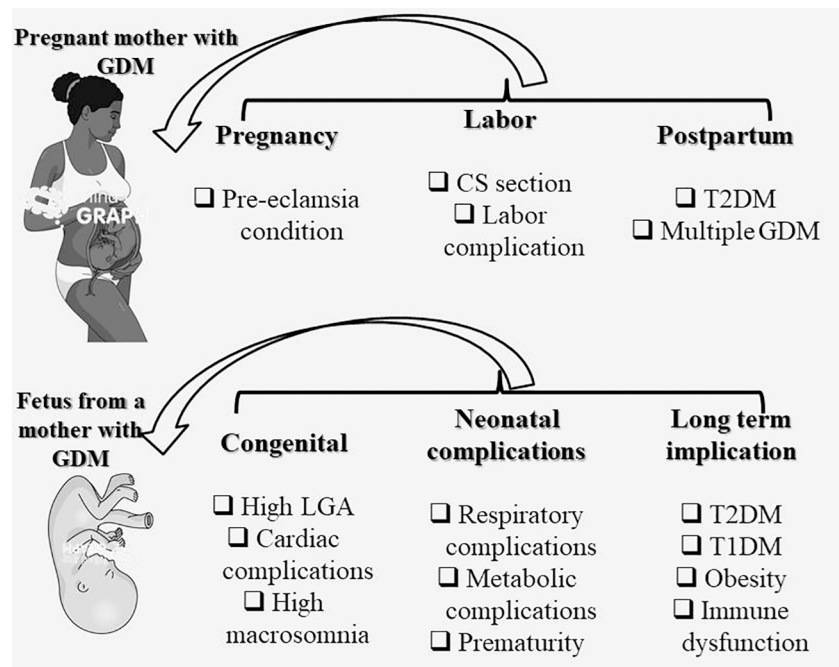 Pregnant mother with
GDM
Pregnancy
Labor
Postpartum
❑ Pre-eclamsia
condition
❑ CS section
❑ Labor
complication
❑ T2DM
❑ Multiple GDM
GRAP
Fetus from a
mother with
GDM
Congenital
Neonatal
complications
Long term
implication
❑ High LGA
❑ Cardiac
complications
❑ High
macrosomnia
❑ Respiratory
complications
❑ Metabolic
complications
❑ Prematurity
❑ T2DM
❑ T1DM
❑ Obesity
❑ Immune
dysfunction